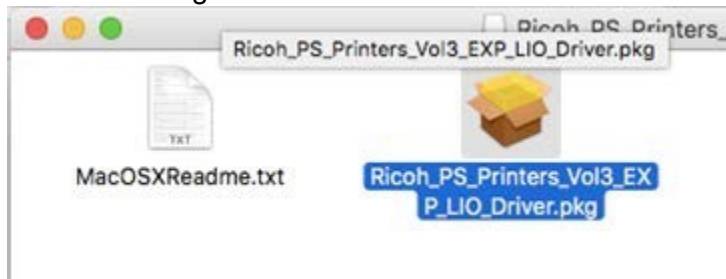 Ricoh_PS_Printers_
Ricoh_PS_Printers_Vol3_EXP_LIO_Driver.pkg
TXT
MacOSXReadme.txt
Ricoh_PS_Printers_Vol3_EX
P_LIO_Driver.pkg